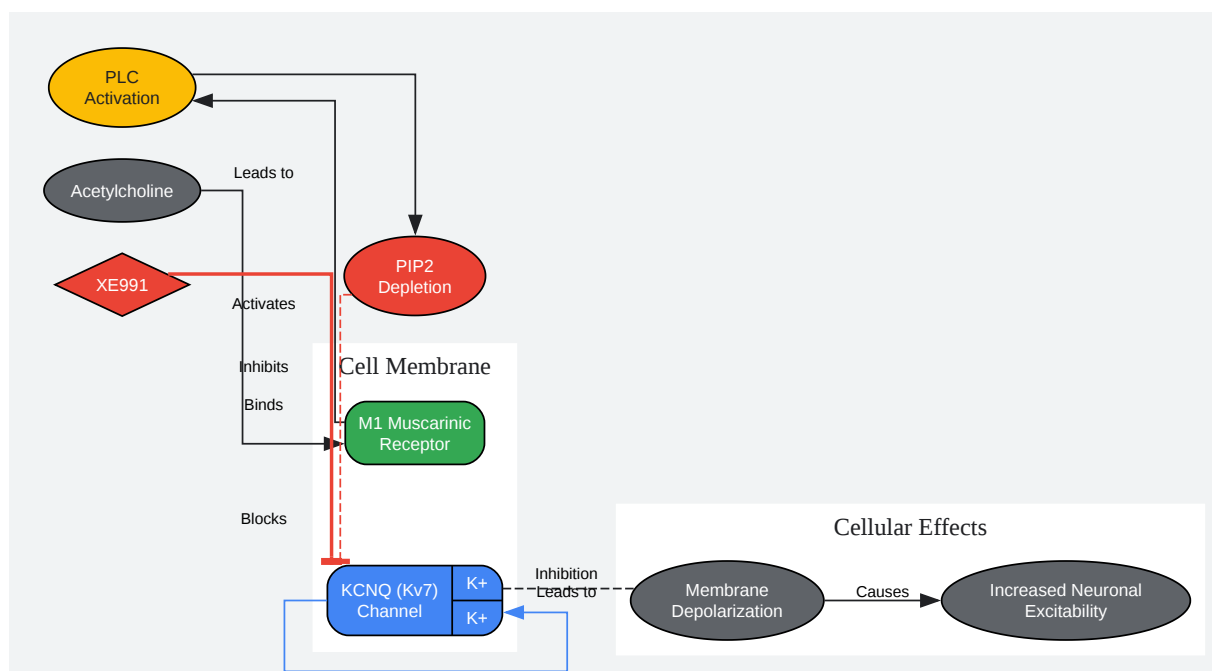 PLC
Activation
Leads to
Acetylcholine
XE991
PIP2
Depletion
Activates
Inhibits
Cell Membrane
Binds
M1 Muscarinic
Receptor
Blocks
Cellular Effects
KCNQ (Kv7)
Channel
K+
K+
Inhibition
Leads to
Membrane
Depolarization
Causes
Increased Neuronal
Excitability